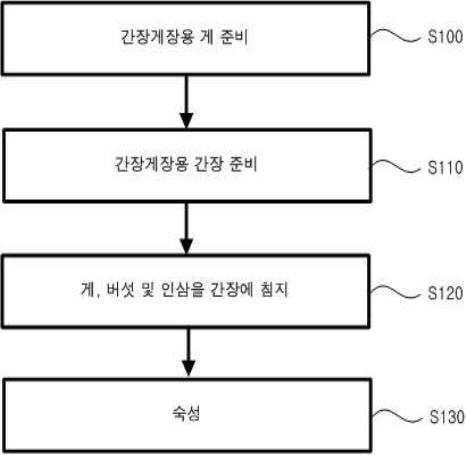 간장게장용 게 준비
S100
간장게장용 간장 준비
S110
게, 버섯 및 인삼을 간장에 침지
S120
숙성
S130